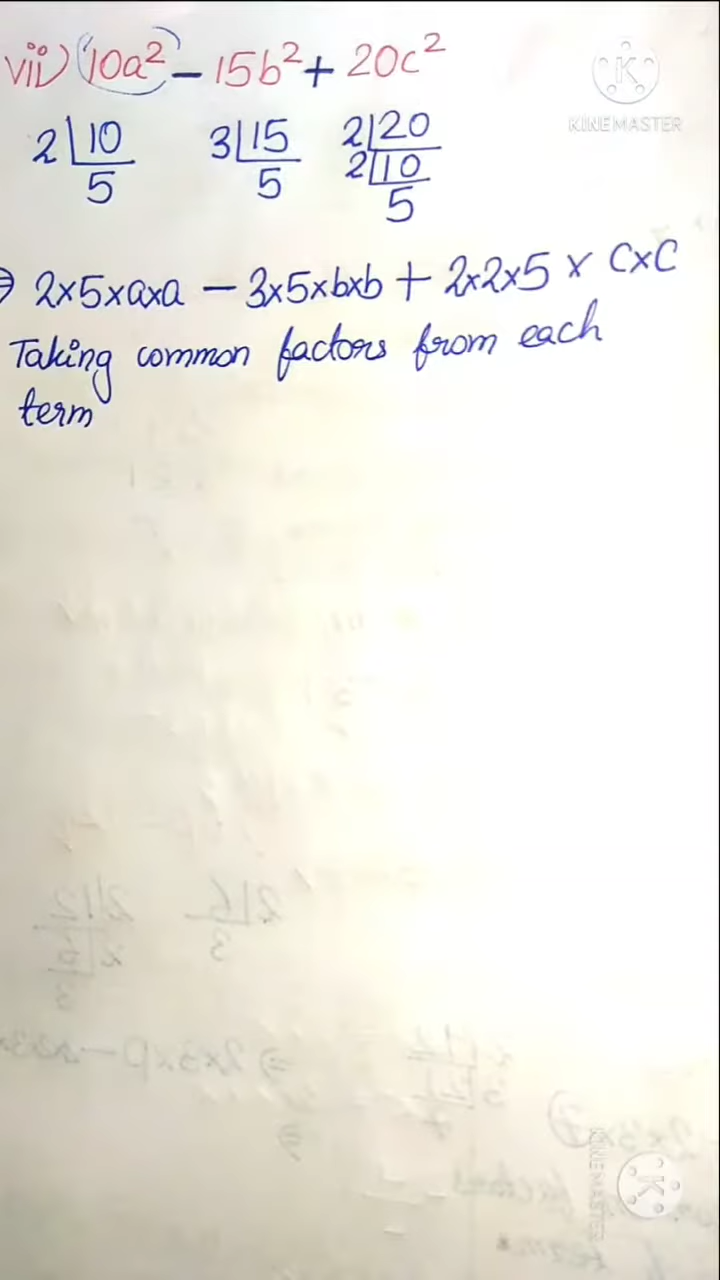 vii) (10a² - 15b² + 20c²
KINEMASTER
2 10 3 15 2 20
5 5 2 10
5
⇒ 2×5×a×a - 3×5×b×b + 2×2×5 × c×c
Taking common factors from each
term
KINEMASTER